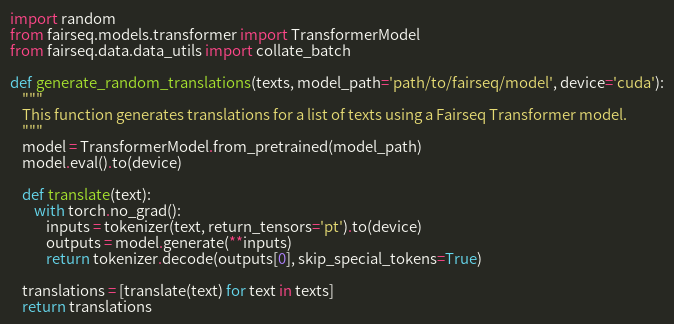 import random
from fairseq.models.transformer import TransformerModel
from fairseq.data.data_utils import collate_batch

def generate_random_translations(texts, model_path='path/to/fairseq/model', device='cuda'):
    """
    This function generates translations for a list of texts using a Fairseq Transformer model.
    """
    model = TransformerModel.from_pretrained(model_path)
    model.eval().to(device)

    def translate(text):
        with torch.no_grad():
            inputs = tokenizer(text, return_tensors='pt').to(device)
            outputs = model.generate(**inputs)
            return tokenizer.decode(outputs[0], skip_special_tokens=True)

    translations = [translate(text) for text in texts]
    return translations